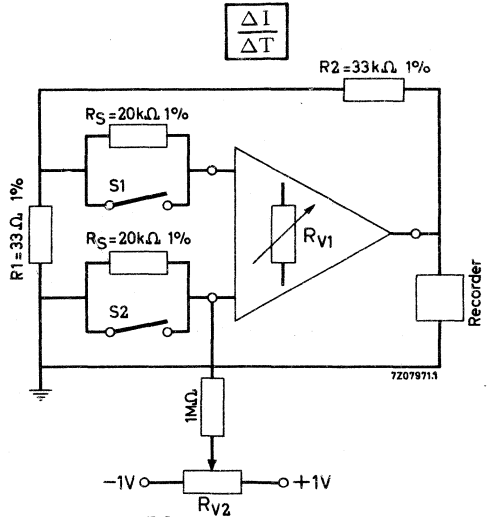 ΔI
ΔT
R2=33kΩ 1%
RS=20kΩ 1%
S1
R1=33Ω 1%
RS=20kΩ 1%
S2
RV1
Recorder
7Z07971.1
1MΩ
-1V
+1V
RV2